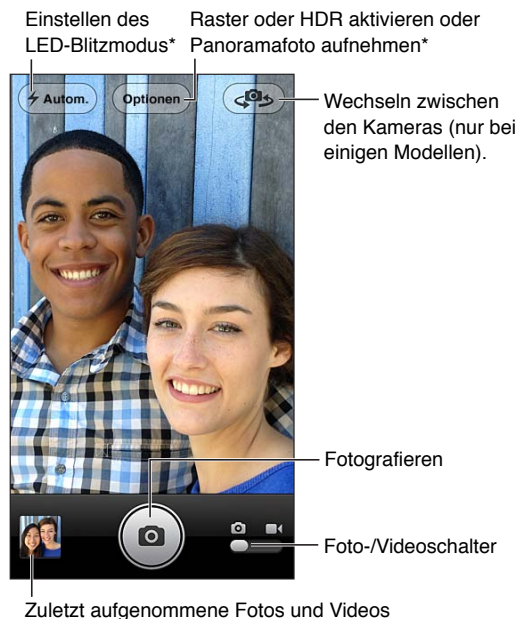 Einstellen des
LED-Blitzmodus*
Raster oder HDR aktivieren oder
Panoramafoto aufnehmen*
Autom.
Optionen
Wechseln zwischen
den Kameras (nur bei
einigen Modellen).
Fotografieren
Foto-/Videoschalter
Zuletzt aufgenommene Fotos und Videos